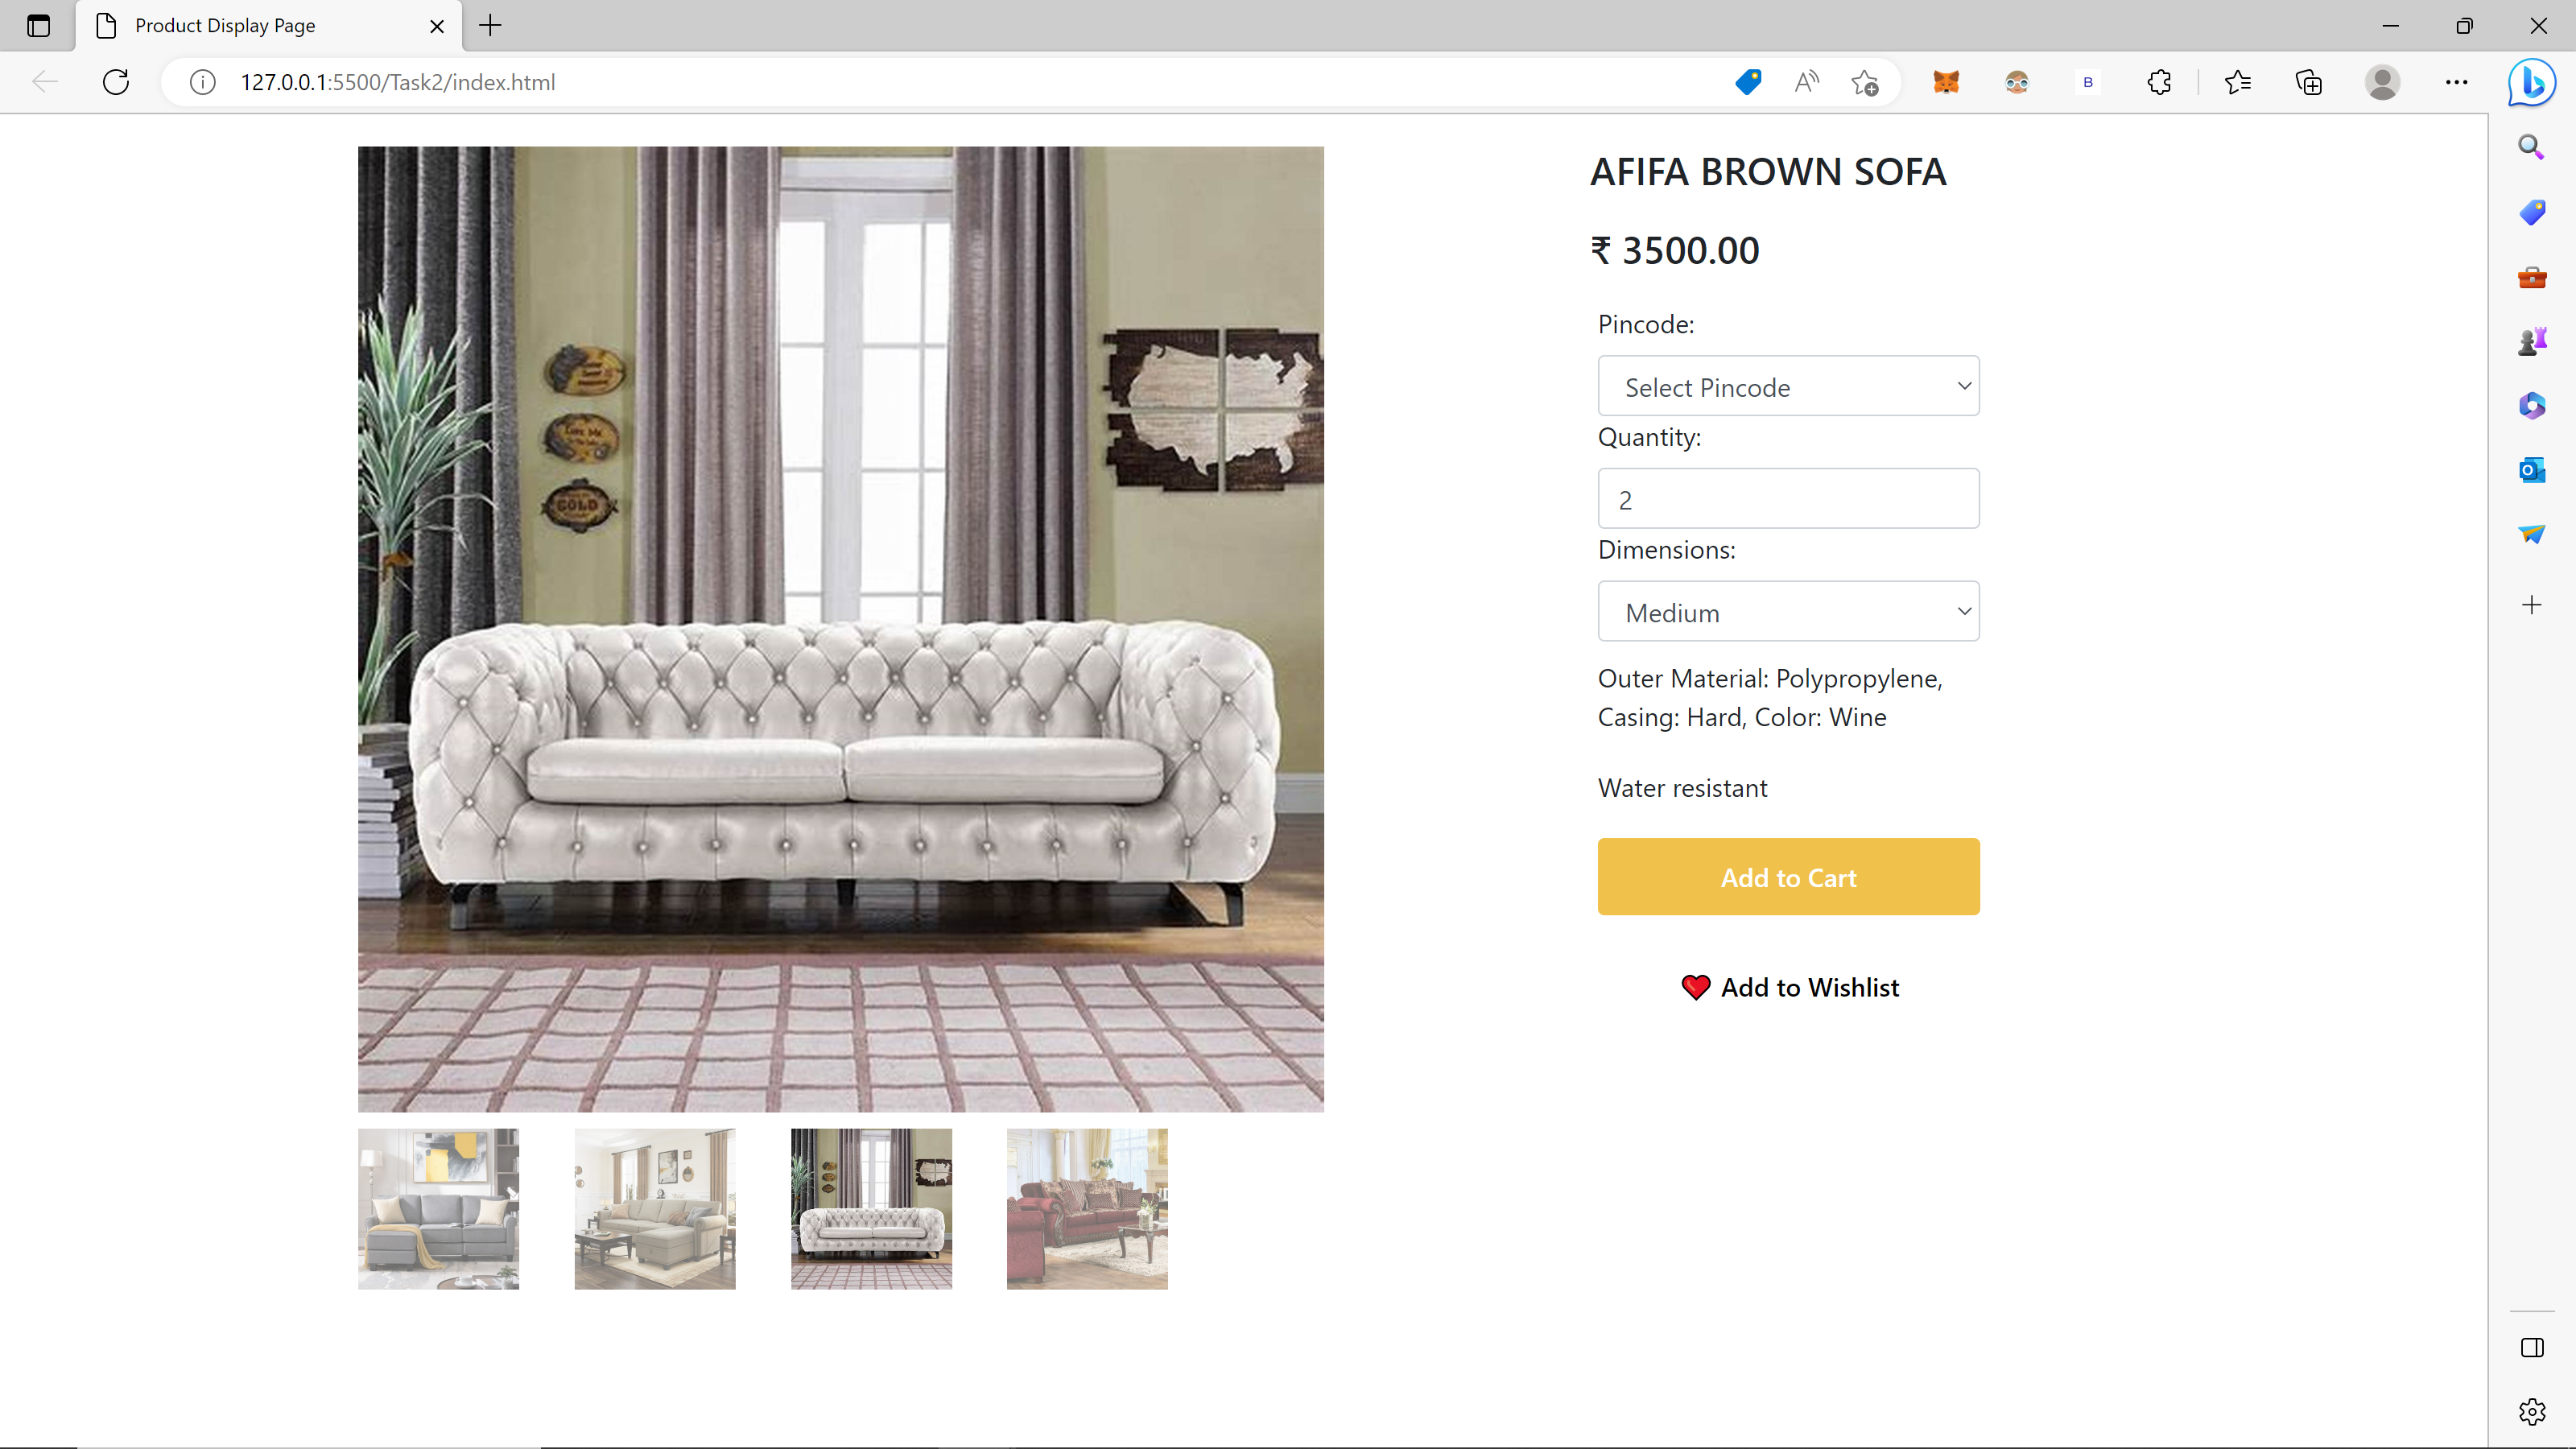 Product Display Page
127.0.0.1:5500/Task2/index.html
B
AFIFA BROWN SOFA
₹ 3500.00
Pincode:
Select Pincode
Quantity:
2
Dimensions:
Medium
Outer Material: Polypropylene,
Casing: Hard, Color: Wine
Water resistant
Add to Cart
Add to Wishlist
GOLD